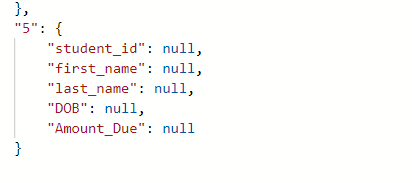 },
"5": {
"student_id": null,
"first_name": null,
"last_name": null,
"DOB": null,
"Amount_Due": null
}